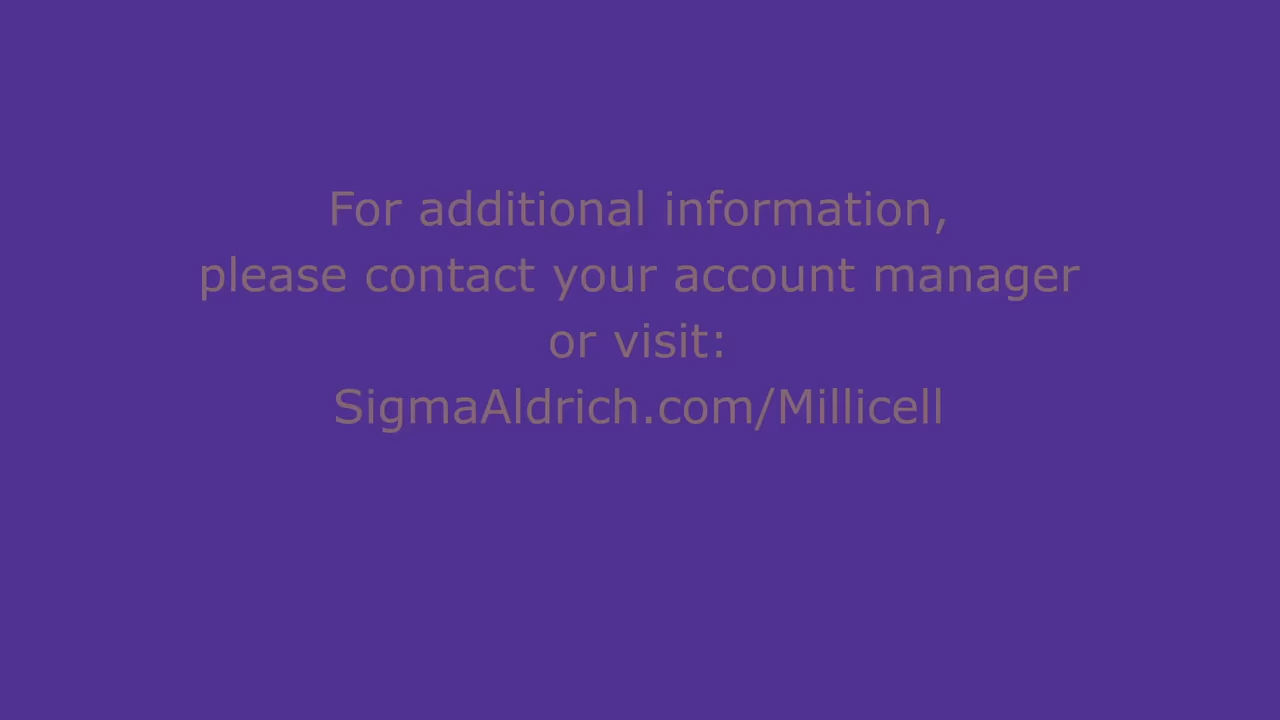 For additional information,
please contact your account manager
or visit:
SigmaAldrich.com/Millicell